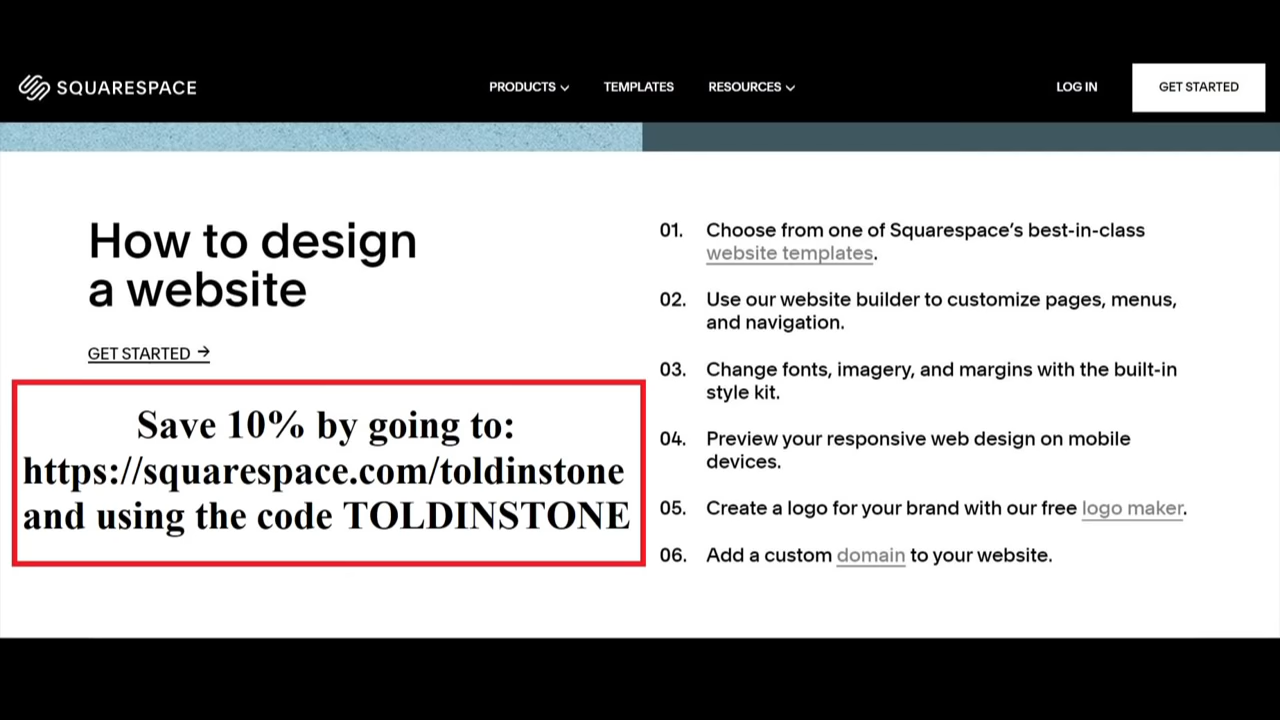 SQUARESPACE
PRODUCTS
TEMPLATES
RESOURCES
LOG IN
GET STARTED
How to design
a website
GET STARTED →
Save 10% by going to:
https://squarespace.com/toldinstone
and using the code TOLDINSTONE
01. Choose from one of Squarespace's best-in-class
website templates.
02. Use our website builder to customize pages, menus,
and navigation.
03. Change fonts, imagery, and margins with the built-in
style kit.
04. Preview your responsive web design on mobile
devices.
05. Create a logo for your brand with our free logo maker.
06. Add a custom domain to your website.